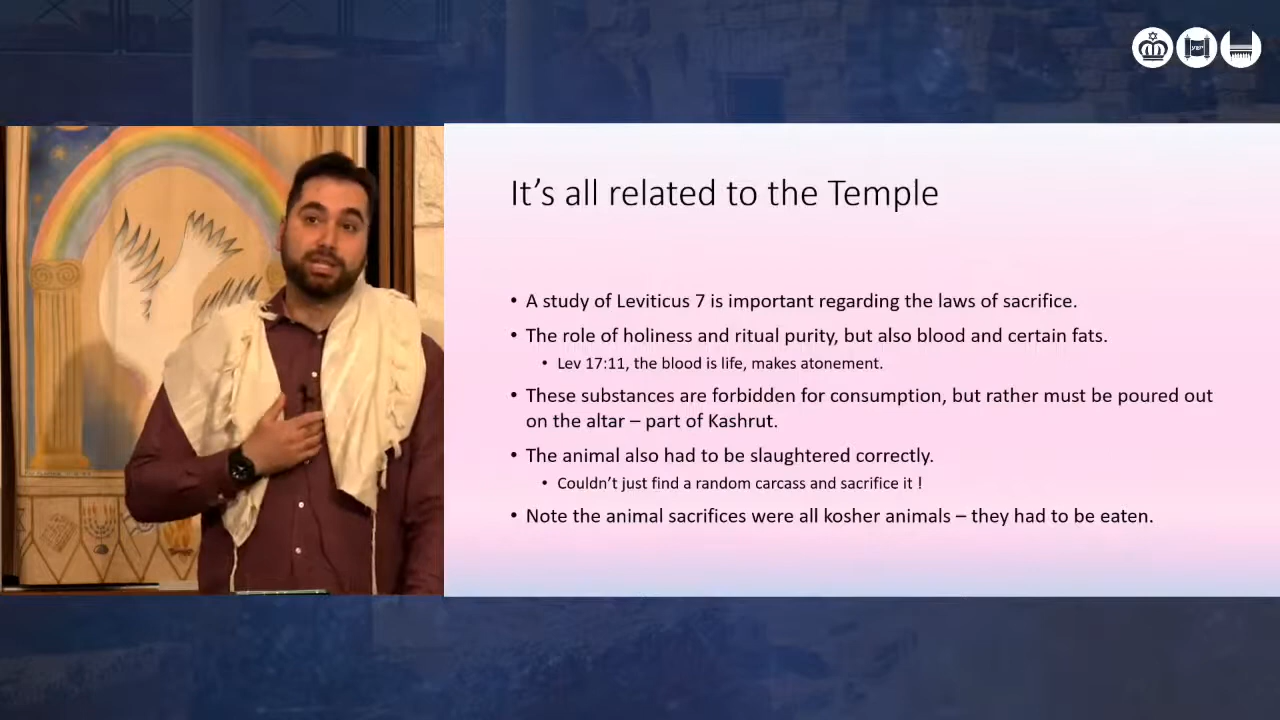 It's all related to the Temple
• A study of Leviticus 7 is important regarding the laws of sacrifice.
• The role of holiness and ritual purity, but also blood and certain fats.
• Lev 17:11, the blood is life, makes atonement.
• These substances are forbidden for consumption, but rather must be poured out
on the altar – part of Kashrut.
• The animal also had to be slaughtered correctly.
• Couldn't just find a random carcass and sacrifice it !
• Note the animal sacrifices were all kosher animals – they had to be eaten.